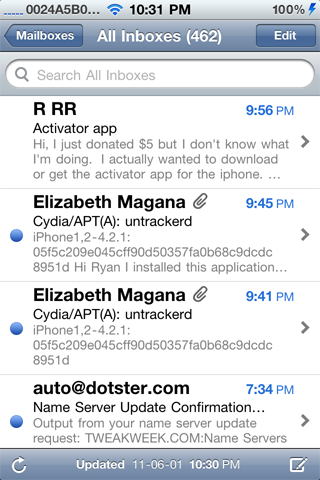 0024A5B0... 10:31 PM 100%
Mailboxes All Inboxes (462) Edit
Search All Inboxes
R RR 9:56 PM
Activator app
Hi, I just donated $5 but I don't know what
I'm doing. I actually wanted to download
or get the activator app for the iphone. ...
Elizabeth Magana 9:45 PM
Cydia/APT(A): untrackerd
iPhone1,2-4.2.1:
05f5c209e045cff90d50357fa0b68c9dcdc
8951d Hi Ryan I installed this application...
Elizabeth Magana 9:41 PM
Cydia/APT(A): untrackerd
iPhone1,2-4.2.1:
05f5c209e045cff90d50357fa0b68c9dcdc
8951d
auto@dotster.com 7:34 PM
Name Server Update Confirmation...
Output from your name server update
request: TWEAKWEEK.COM:Name Servers
Updated 11-06-01 10:30 PM